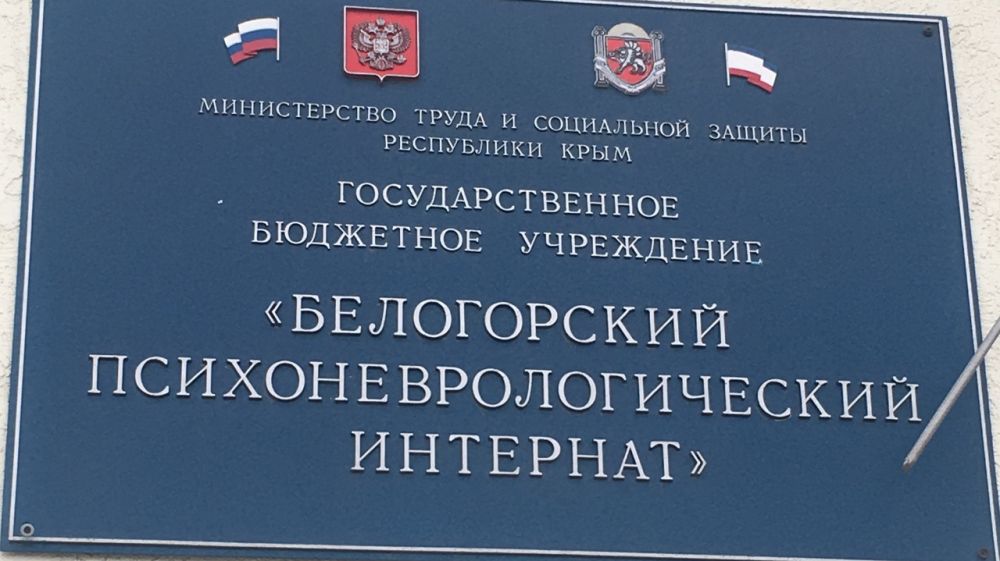 МИНИСТЕРСТВО ТРУДА И СОЦИАЛЬНОЙ ЗАЩИТЫ
РЕСПУБЛИКИ КРЫМ
ГОСУДАРСТВЕННОЕ
БЮДЖЕТНОЕ УЧРЕЖДЕНИЕ
«БЕЛОГОРСКИЙ
ПСИХОНЕВРОЛОГИЧЕСКИЙ
ИНТЕРНАТ»